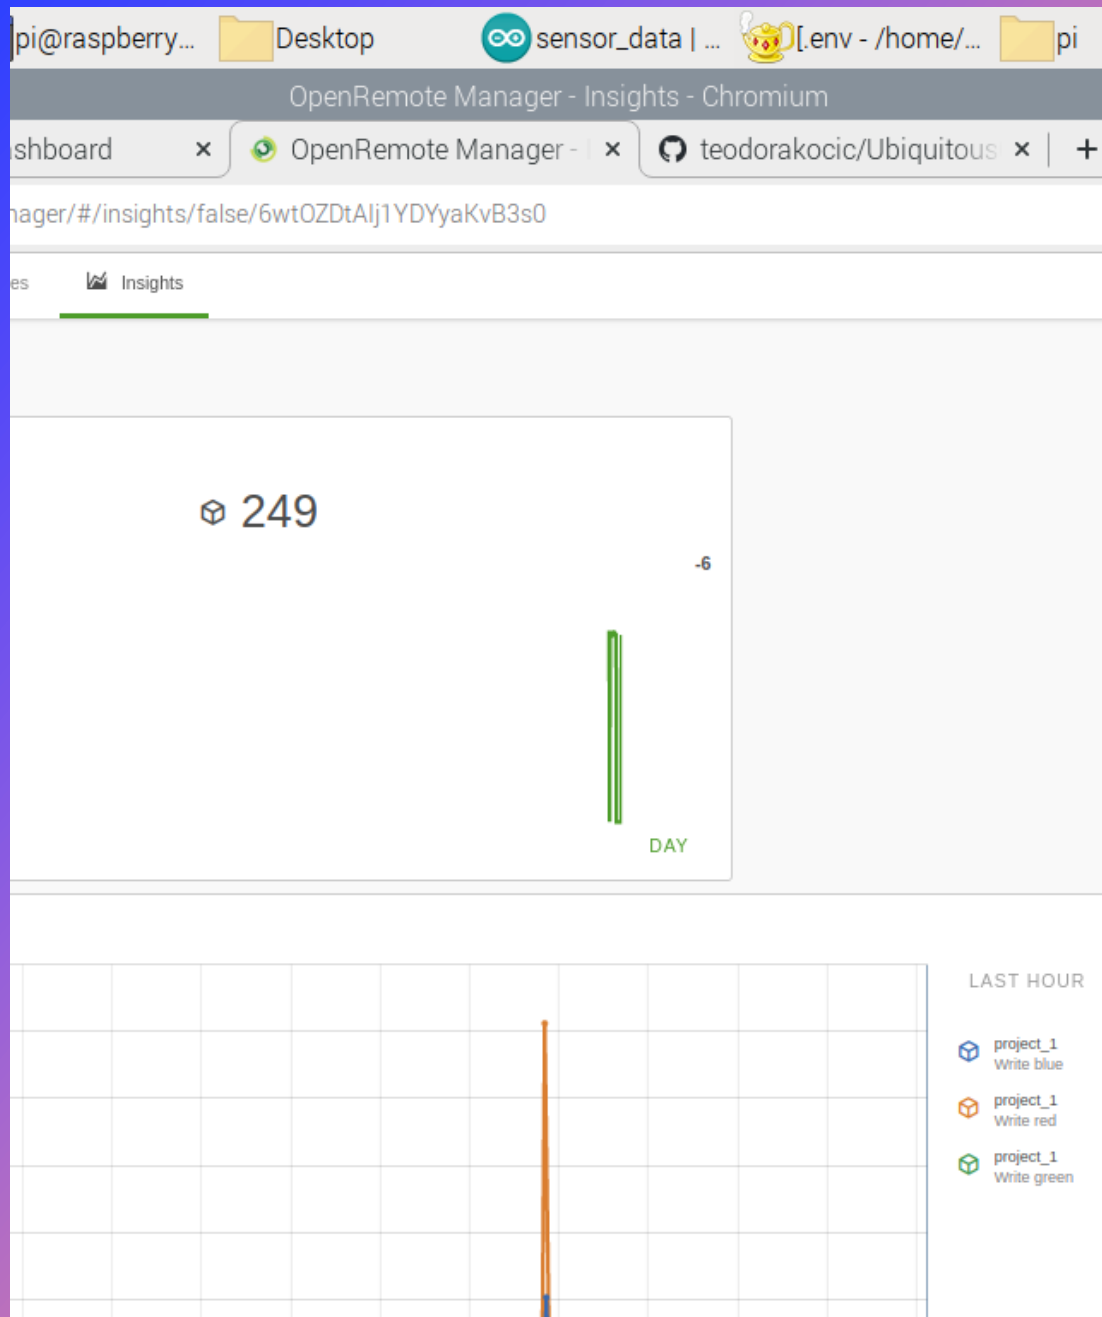 pi@raspberry... Desktop sensor_data | ... [.env - /home/... pi
OpenRemote Manager - Insights - Chromium
shboard OpenRemote Manager - teodorakocic/Ubiquitous
nager/#/insights/false/6wtOZDtAIj1YDYyaKvB3s0
es Insights
249
-6
DAY
LAST HOUR
project_1
Write blue
project_1
Write red
project_1
Write green